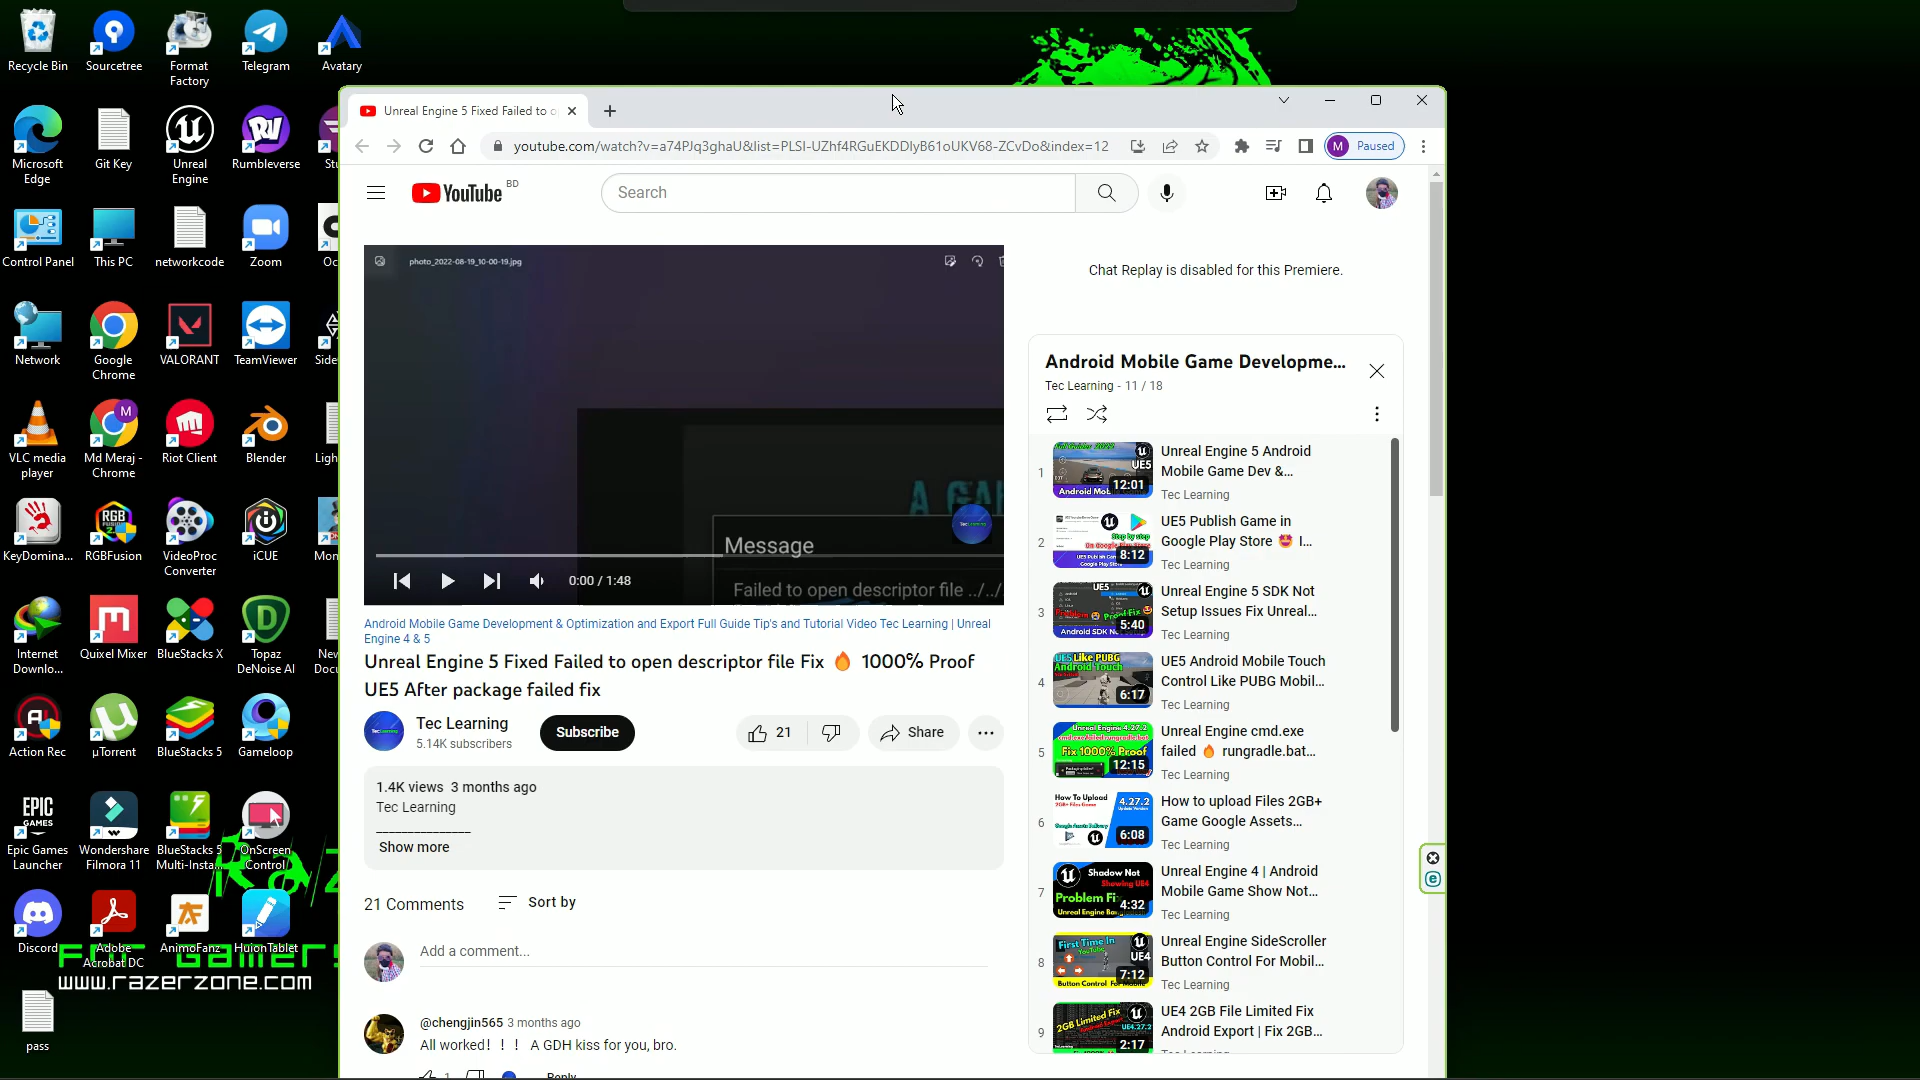 Recycle Bin
Sourcetree
Format
Factory
Telegram
Avatary
Microsoft
Edge
Git Key
Unreal
Engine
Rumbleverse
Control Panel
This PC
networkcode
Zoom
Network
Google
Chrome
VALORANT
TeamViewer
VLC media
player
Md Meraj -
Chrome
Riot Client
Blender
KeyDomina...
RGBFusion
VideoProc
Converter
iCUE
Internet
Downlo...
Quixel Mixer
BlueStacks X
Topaz
DeNoise AI
Action Rec
µTorrent
BlueStacks 5
Gameloop
Epic Games
Launcher
Wondershare
Filmora 11
BlueStacks 5
Multi-Insta...
OnScreen
Control
Discord
Adobe
Acrobat DC
AnimoFanz
HuionTablet
For Gamers
www.razerzone.com
pass
Unreal Engine 5 Fixed Failed to o
youtube.com/watch?v=a74PJq3ghaU&list=PLSI-UZhf4RGuEKDDlyB61oUKV68-ZCvDo&index=12
M Paused
YouTube BD
Search
photo_2022-08-19_10-00-19.jpg
Message
Failed to open descriptor file ../../
0:00 / 1:48
Android Mobile Game Development & Optimization and Export Full Guide Tip's and Tutorial Video Tec Learning | Unreal
Engine 4 & 5
Unreal Engine 5 Fixed Failed to open descriptor file Fix 🔥 1000% Proof
UE5 After package failed fix
Tec Learning
5.14K subscribers
Subscribe
21
Share
1.4K views 3 months ago
Tec Learning
_______________
Show more
21 Comments
Sort by
Add a comment...
@chengjin565 3 months ago
All worked！！！ A GDH kiss for you, bro.
1
Reply
Chat Replay is disabled for this Premiere.
Android Mobile Game Developme...
Tec Learning - 11 / 18
1
12:01
Unreal Engine 5 Android
Mobile Game Dev &...
Tec Learning
2
8:12
UE5 Publish Game in
Google Play Store 🤩 I...
Tec Learning
3
5:40
Unreal Engine 5 SDK Not
Setup Issues Fix Unreal...
Tec Learning
4
6:17
UE5 Android Mobile Touch
Control Like PUBG Mobil...
Tec Learning
5
12:15
Unreal Engine cmd.exe
failed 🔥 rungradle.bat...
Tec Learning
6
6:08
How to upload Files 2GB+
Game Google Assets...
Tec Learning
7
4:32
Unreal Engine 4 | Android
Mobile Game Show Not...
Tec Learning
8
7:12
Unreal Engine SideScroller
Button Control For Mobil...
Tec Learning
9
2:17
UE4 2GB File Limited Fix
Android Export | Fix 2GB...